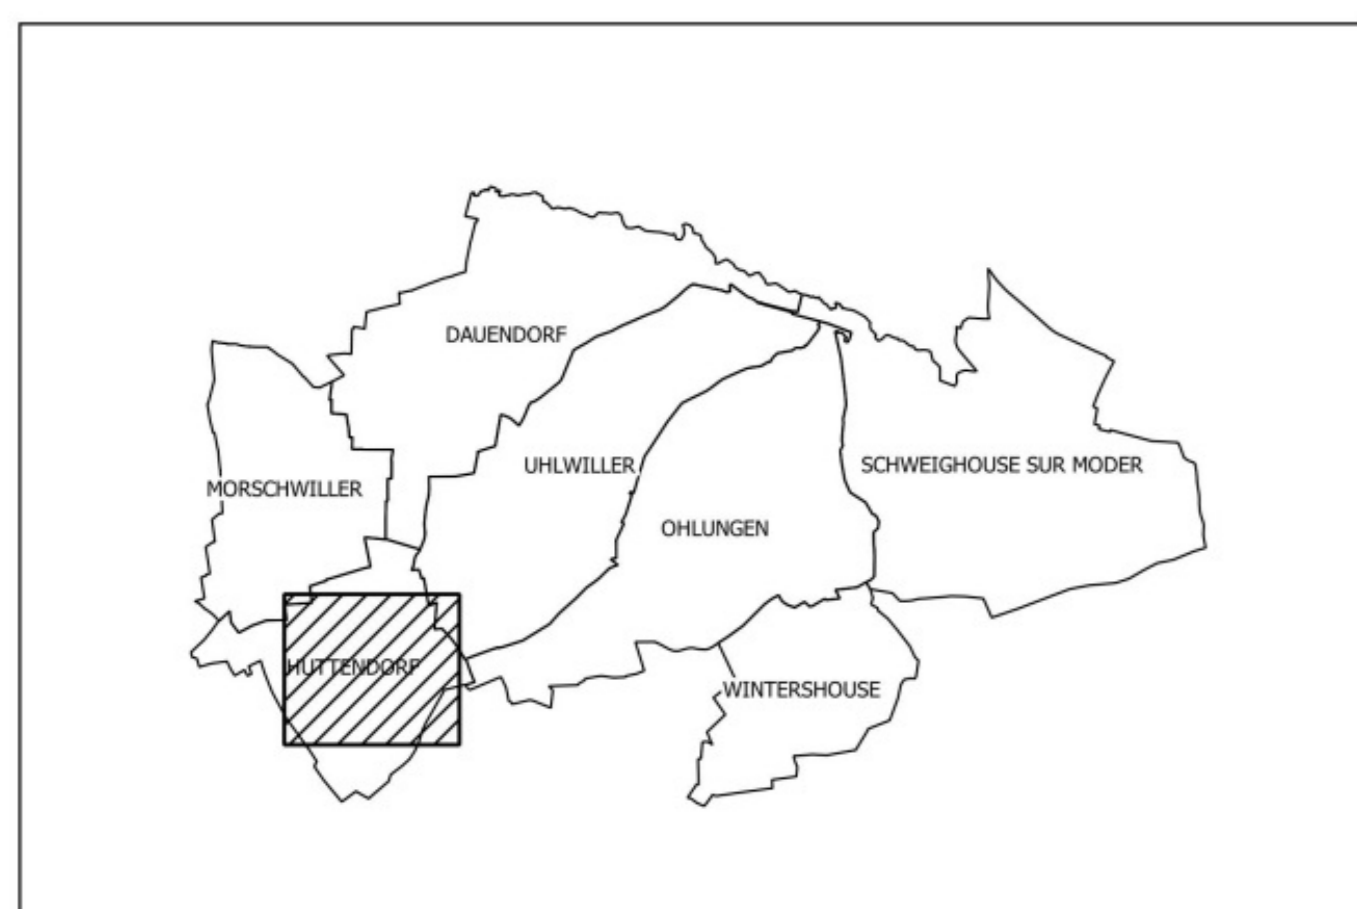 DAUENDORF
UHLWILLER
SCHWEIGHOUSE SUR MODER
MORSCHWILLER
OHLUNGEN
HUTTENDORF
WINTERSHOUSE